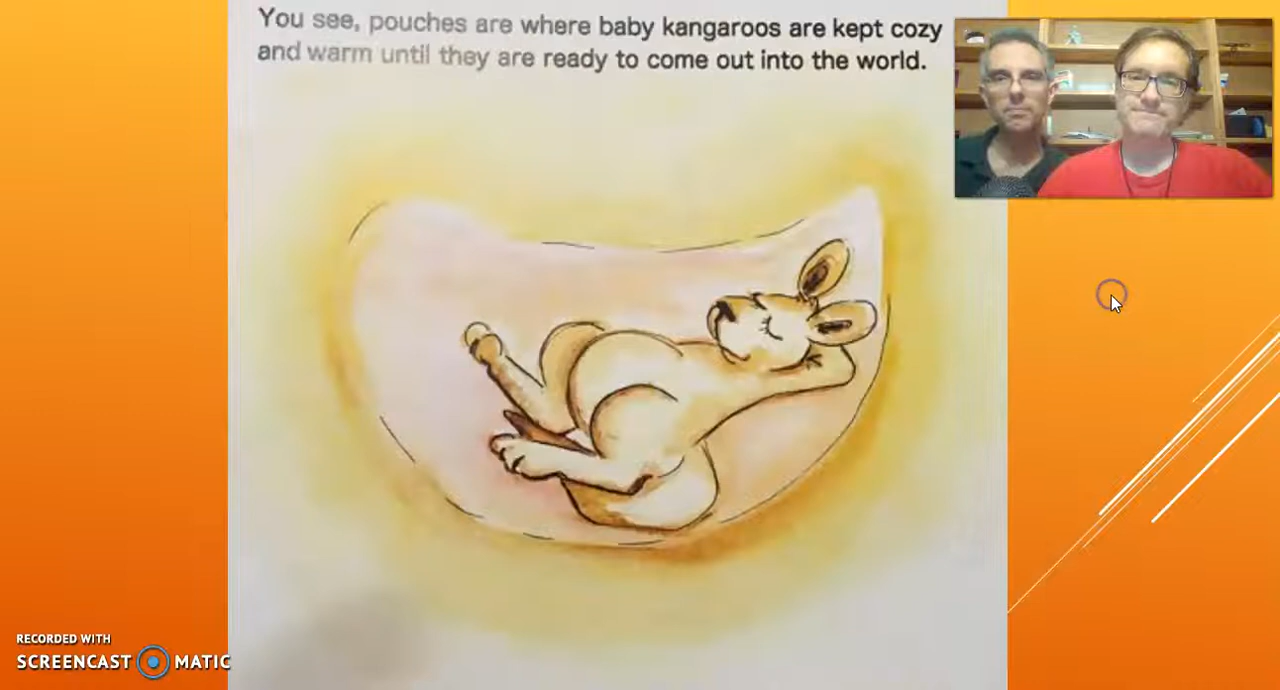 You see, pouches are where baby kangaroos are kept cozy
and warm until they are ready to come out into the world.
RECORDED WITH
SCREENCAST MATIC